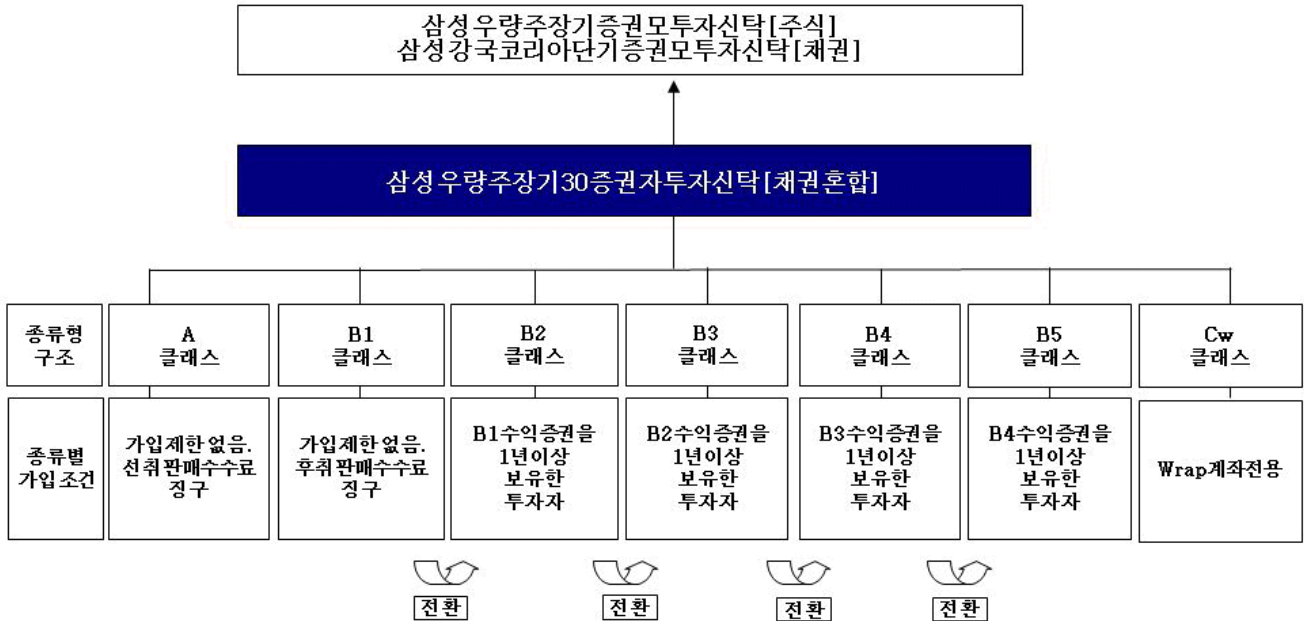 삼성우량주장기증권모투자신탁[주식]
삼성강국코리아단기증권모투자신탁[채권]
삼성우량주장기30증권자투자신탁[채권혼합]
종류형
구조
A
클래스
B1
클래스
B2
클래스
B3
클래스
B4
클래스
B5
클래스
Cw
클래스
종류별
가입조건
가입제한없음.
선취판매수수료
징구
가입제한없음.
후취판매수수료
징구
B1수익증권을
1년이상
보유한
투자자
B2수익증권을
1년이상
보유한
투자자
B3수익증권을
1년이상
보유한
투자자
B4수익증권을
1년이상
보유한
투자자
Wrap계좌전용
전환
전환
전환
전환